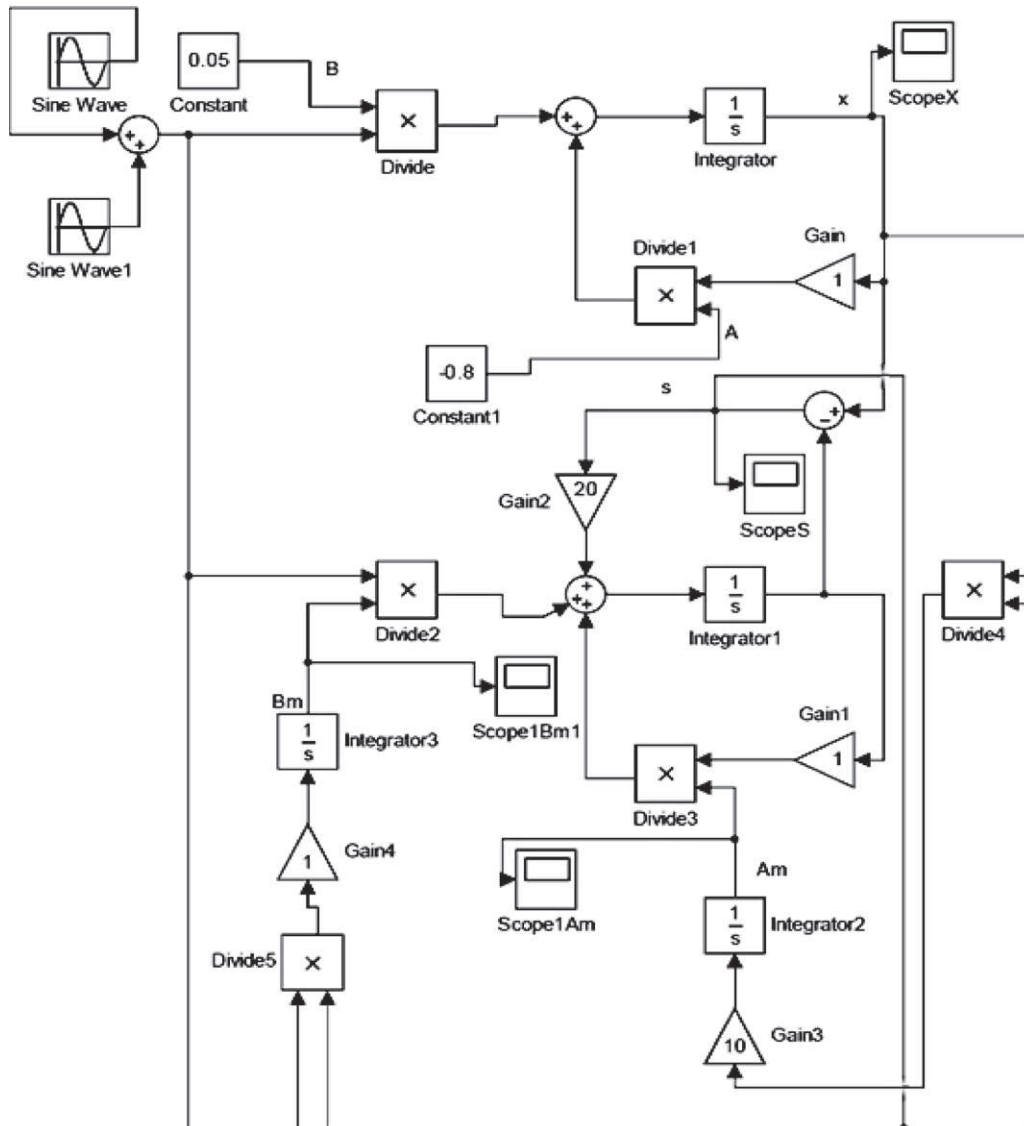 0.05
B
Sine Wave
Constant
×
Divide
+
+
1
s
Integrator
x
ScopeX
+
+
Sine Wave1
Divide1
×
Gain
1
A
-0.8
Constant1
s
−
+
20
Gain2
ScopeS
×
Divide2
+
+
+
1
s
Integrator1
×
Divide4
Bm
1
s
Integrator3
Scope1Bm1
Gain1
1
×
Divide3
1
Gain4
Scope1Am
Am
1
s
Integrator2
Divide5
×
10
Gain3